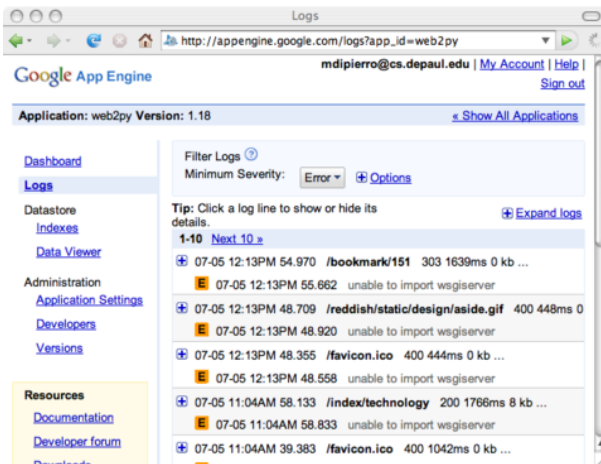 Logs
http://appengine.google.com/logs?app_id=web2py
Google App Engine
mdipierro@cs.depaul.edu | My Account | Help |
Sign out
Application: web2py Version: 1.18
« Show All Applications
Dashboard
Logs
Datastore
Indexes
Data Viewer
Administration
Application Settings
Developers
Versions
Resources
Documentation
Developer forum
Downloads
Filter Logs ?
Minimum Severity: Error + Options
Tip: Click a log line to show or hide its
details.
+ Expand logs
1-10 Next 10 »
+ 07-05 12:13PM 54.970 /bookmark/151 303 1639ms 0 kb ...
E 07-05 12:13PM 55.662 unable to import wsgiserver
+ 07-05 12:13PM 48.709 /reddish/static/design/aside.gif 400 448ms 0
E 07-05 12:13PM 48.920 unable to import wsgiserver
+ 07-05 12:13PM 48.355 /favicon.ico 400 444ms 0 kb ...
E 07-05 12:13PM 48.558 unable to import wsgiserver
+ 07-05 11:04AM 58.133 /index/technology 200 1766ms 8 kb ...
E 07-05 11:04AM 58.833 unable to import wsgiserver
+ 07-05 11:04AM 39.383 /favicon.ico 400 1042ms 0 kb ...